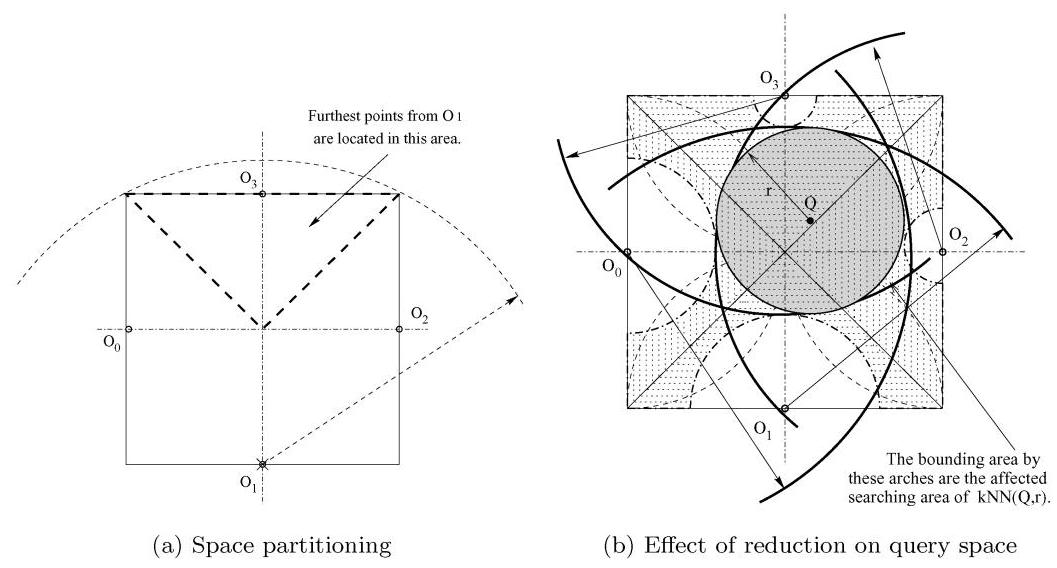 Furthest points from O1
are located in this area.
O3
O0
O2
O1
(a) Space partitioning
O3
r
Q
O0
O2
O1
The bounding area by
these arches are the affected
searching area of kNN(Q,r).
(b) Effect of reduction on query space